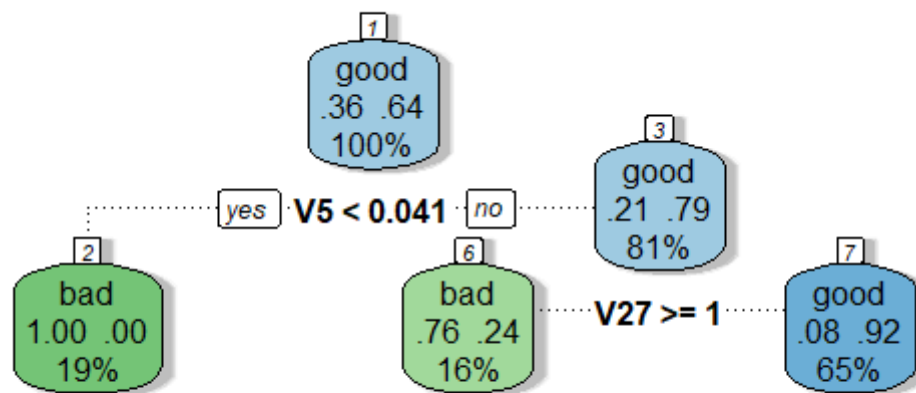 1
good
.36 .64
100%
3
good
.21 .79
81%
yes V5 < 0.041 no
2
bad
1.00 .00
19%
6
bad
.76 .24
16%
V27 >= 1
7
good
.08 .92
65%